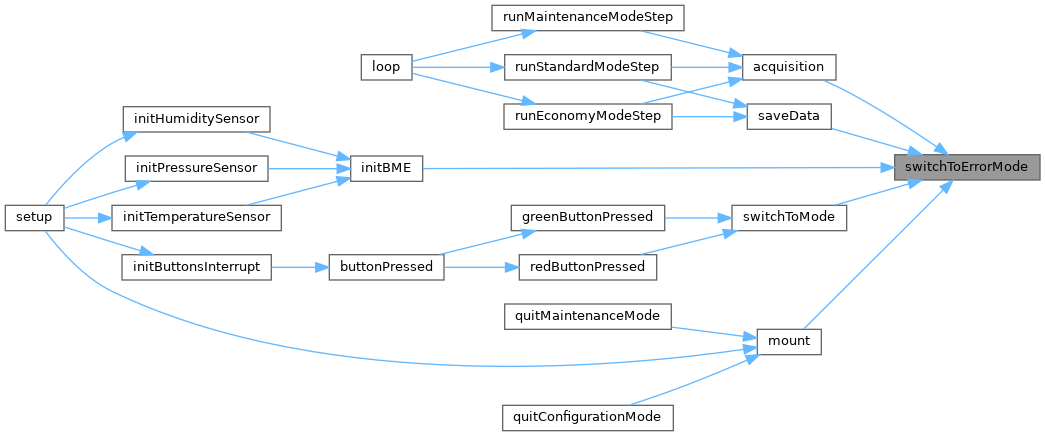 runMaintenanceModeStep
loop
runStandardModeStep
acquisition
runEconomyModeStep
saveData
initHumiditySensor
initPressureSensor
initBME
switchToErrorMode
setup
initTemperatureSensor
greenButtonPressed
switchToMode
initButtonsInterrupt
buttonPressed
redButtonPressed
quitMaintenanceMode
mount
quitConfigurationMode